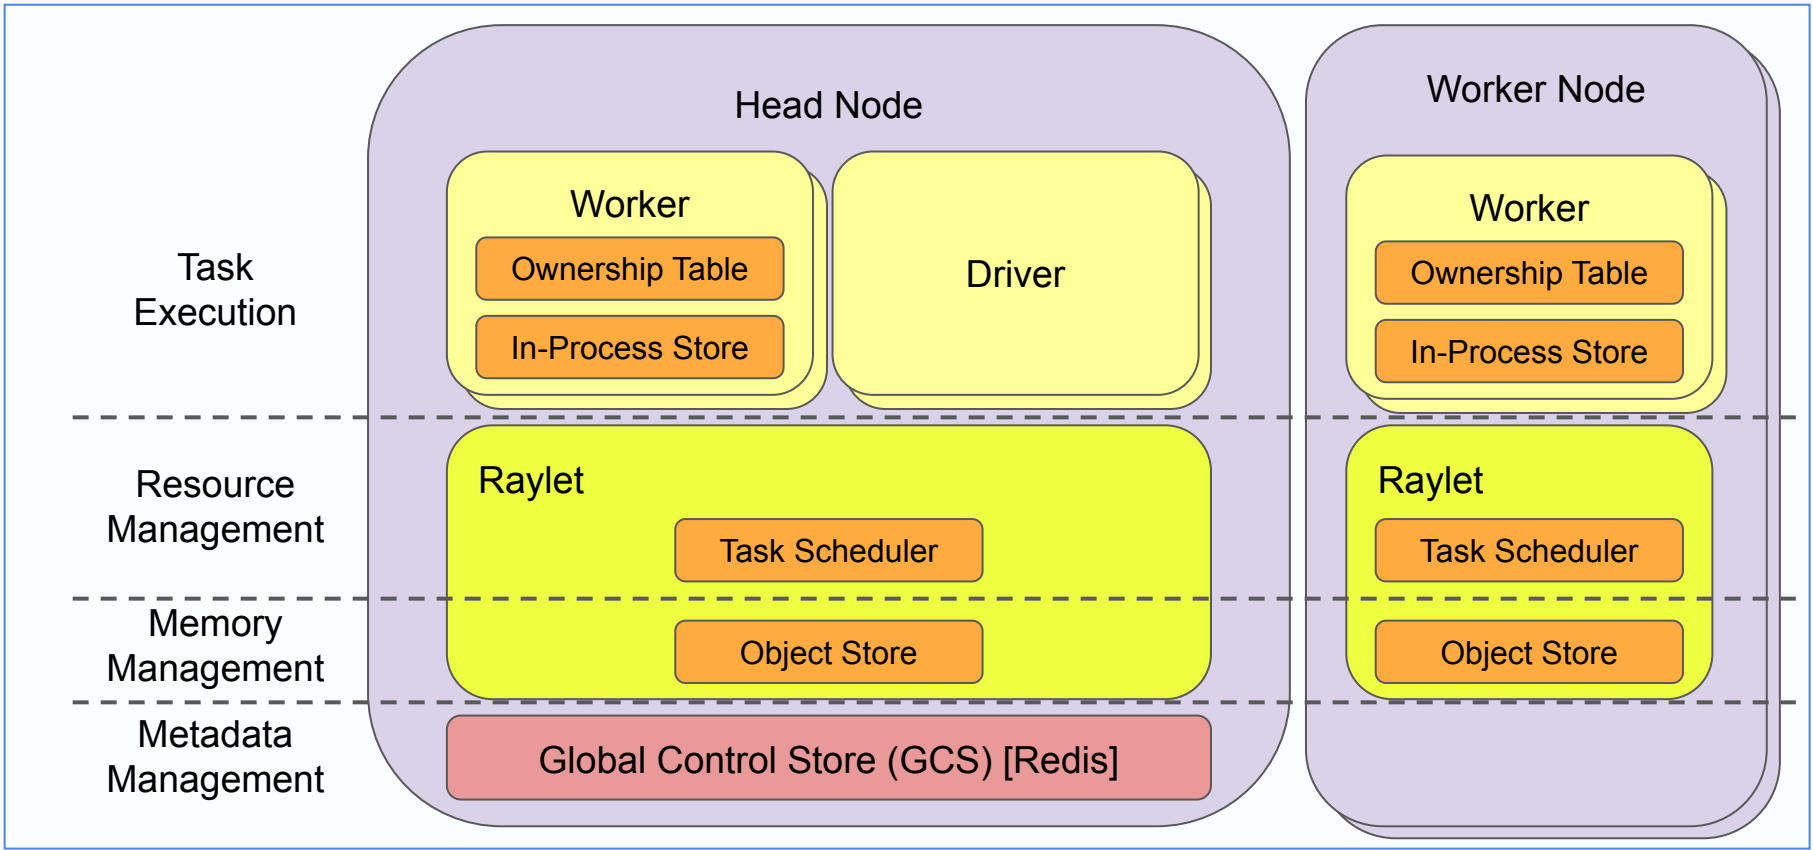 Head Node
Worker Node
Worker
Worker
Ownership Table
Driver
Ownership Table
Task
Execution
In-Process Store
In-Process Store
Raylet
Raylet
Resource
Management
Task Scheduler
Task Scheduler
Memory
Management
Object Store
Object Store
Metadata
Management
Global Control Store (GCS) [Redis]